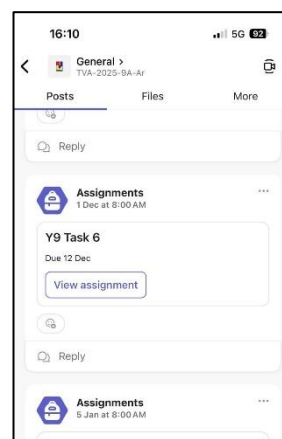 16:10
5G 92
General >
TVA-2025-9A-Ar
Posts Files More
Reply
Assignments
1 Dec at 8:00 AM
Y9 Task 6
Due 12 Dec
View assignment
Reply
Assignments
5 Jan at 8:00 AM